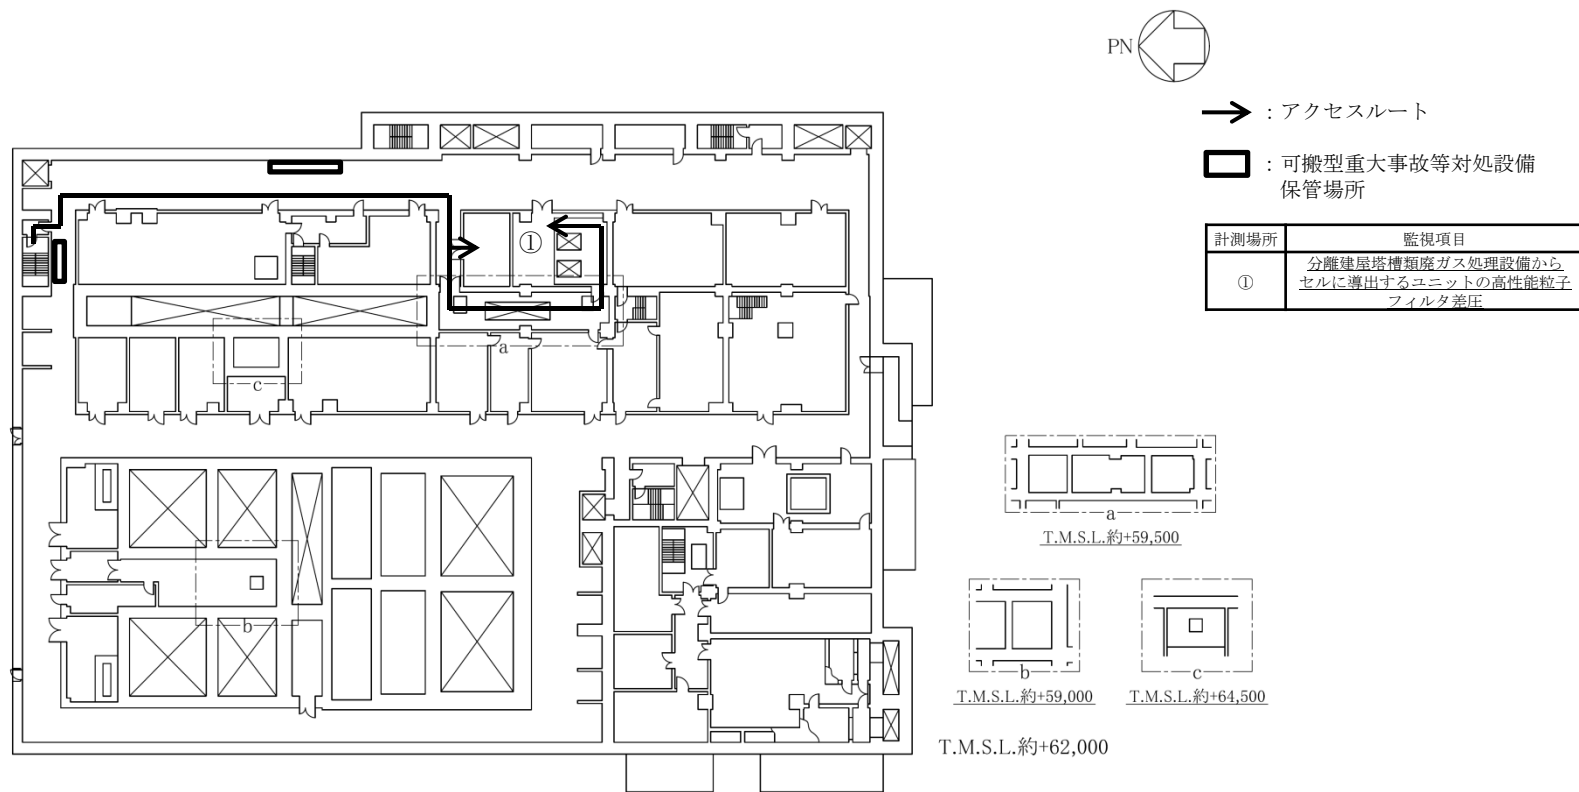 PN
：アクセスルート
：可搬型重大事故等対処設備
保管場所
計測場所 監視項目
① 分離建屋塔槽類廃ガス処理設備から
セルに導出するユニットの高性能粒子
フィルタ差圧
①
a
c
b
a
T.M.S.L.約+59,500
b
T.M.S.L.約+59,000
c
T.M.S.L.約+64,500
T.M.S.L.約+62,000